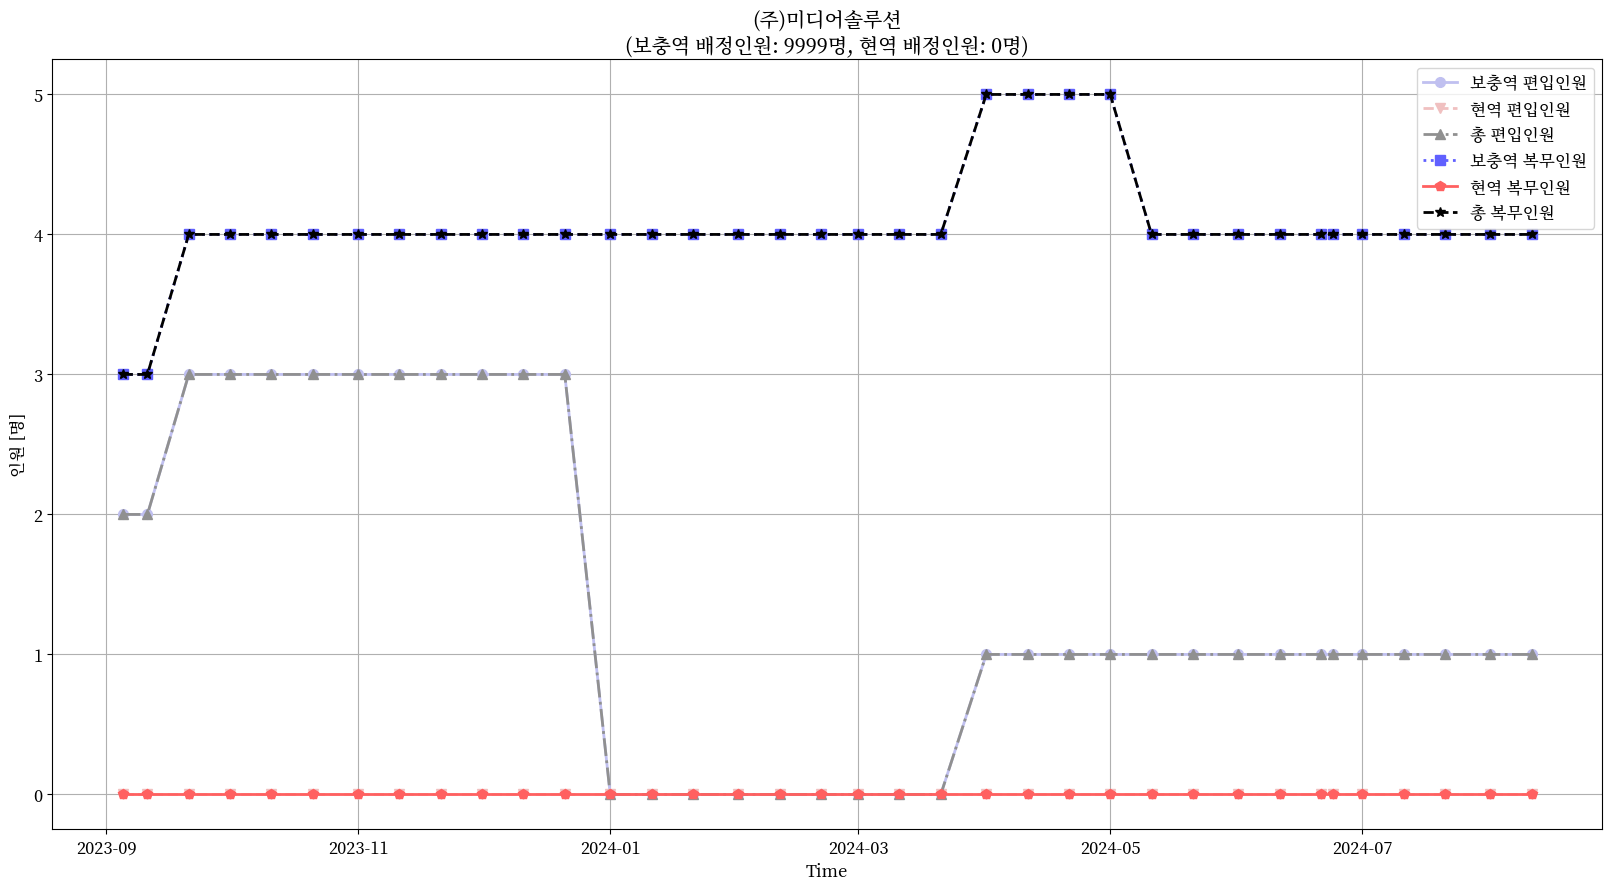 (주)미디어솔루션
(보충역 배정인원: 9999명, 현역 배정인원: 0명)
보충역 편입인원
현역 편입인원
총 편입인원
보충역 복무인원
현역 복무인원
총 복무인원
인원 [명]
5
4
3
2
1
0
2023-09
2023-11
2024-01
2024-03
2024-05
2024-07
Time